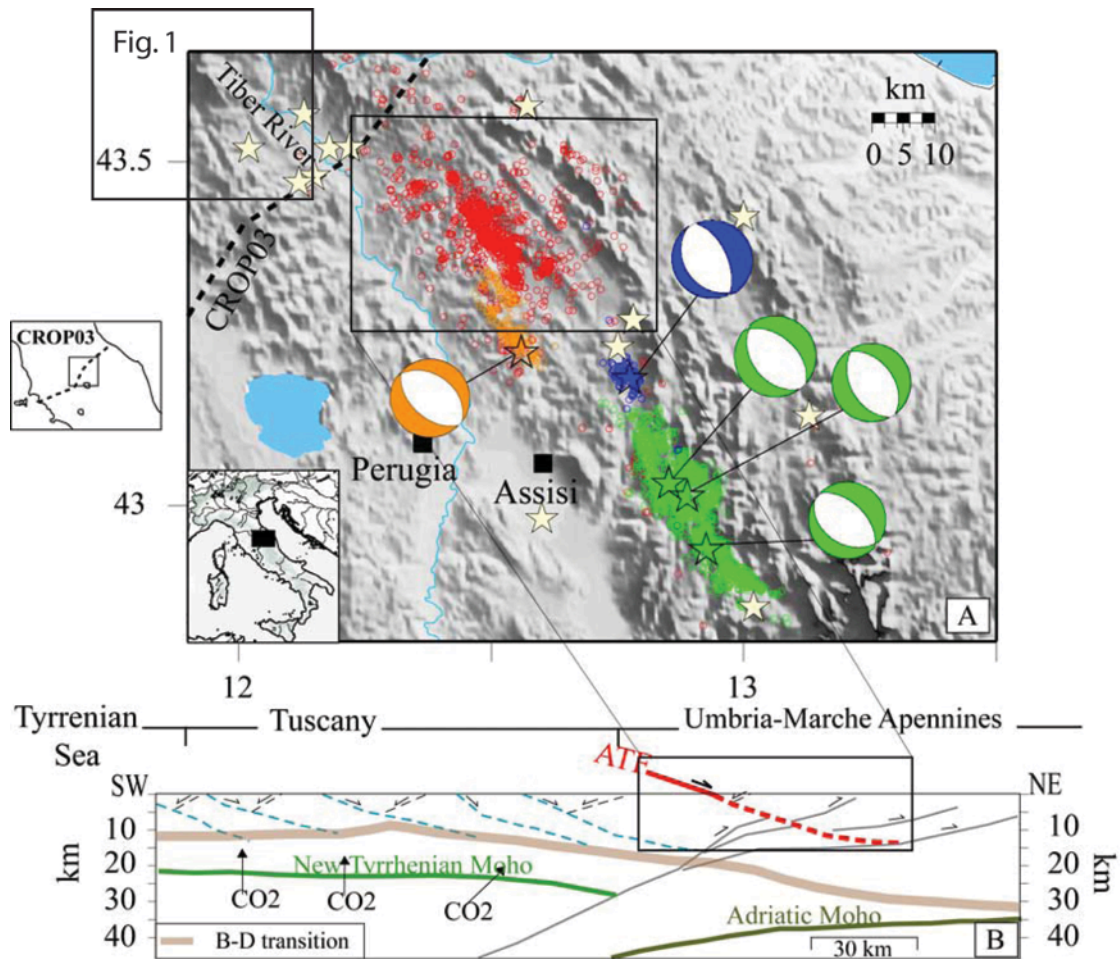 Fig. 1
Tiber River
km
0 5 10
43.5
CROP03
CROP03
Perugia
Assisi
43
A
12
13
Tyrrenian
Sea
Tuscany
Umbria-Marche Apennines
ATF
SW
NE
10
20
30
40
km
New Tyrrhenian Moho
CO2
CO2
CO2
Adriatic Moho
B-D transition
30 km
B
10
20
30
40
km